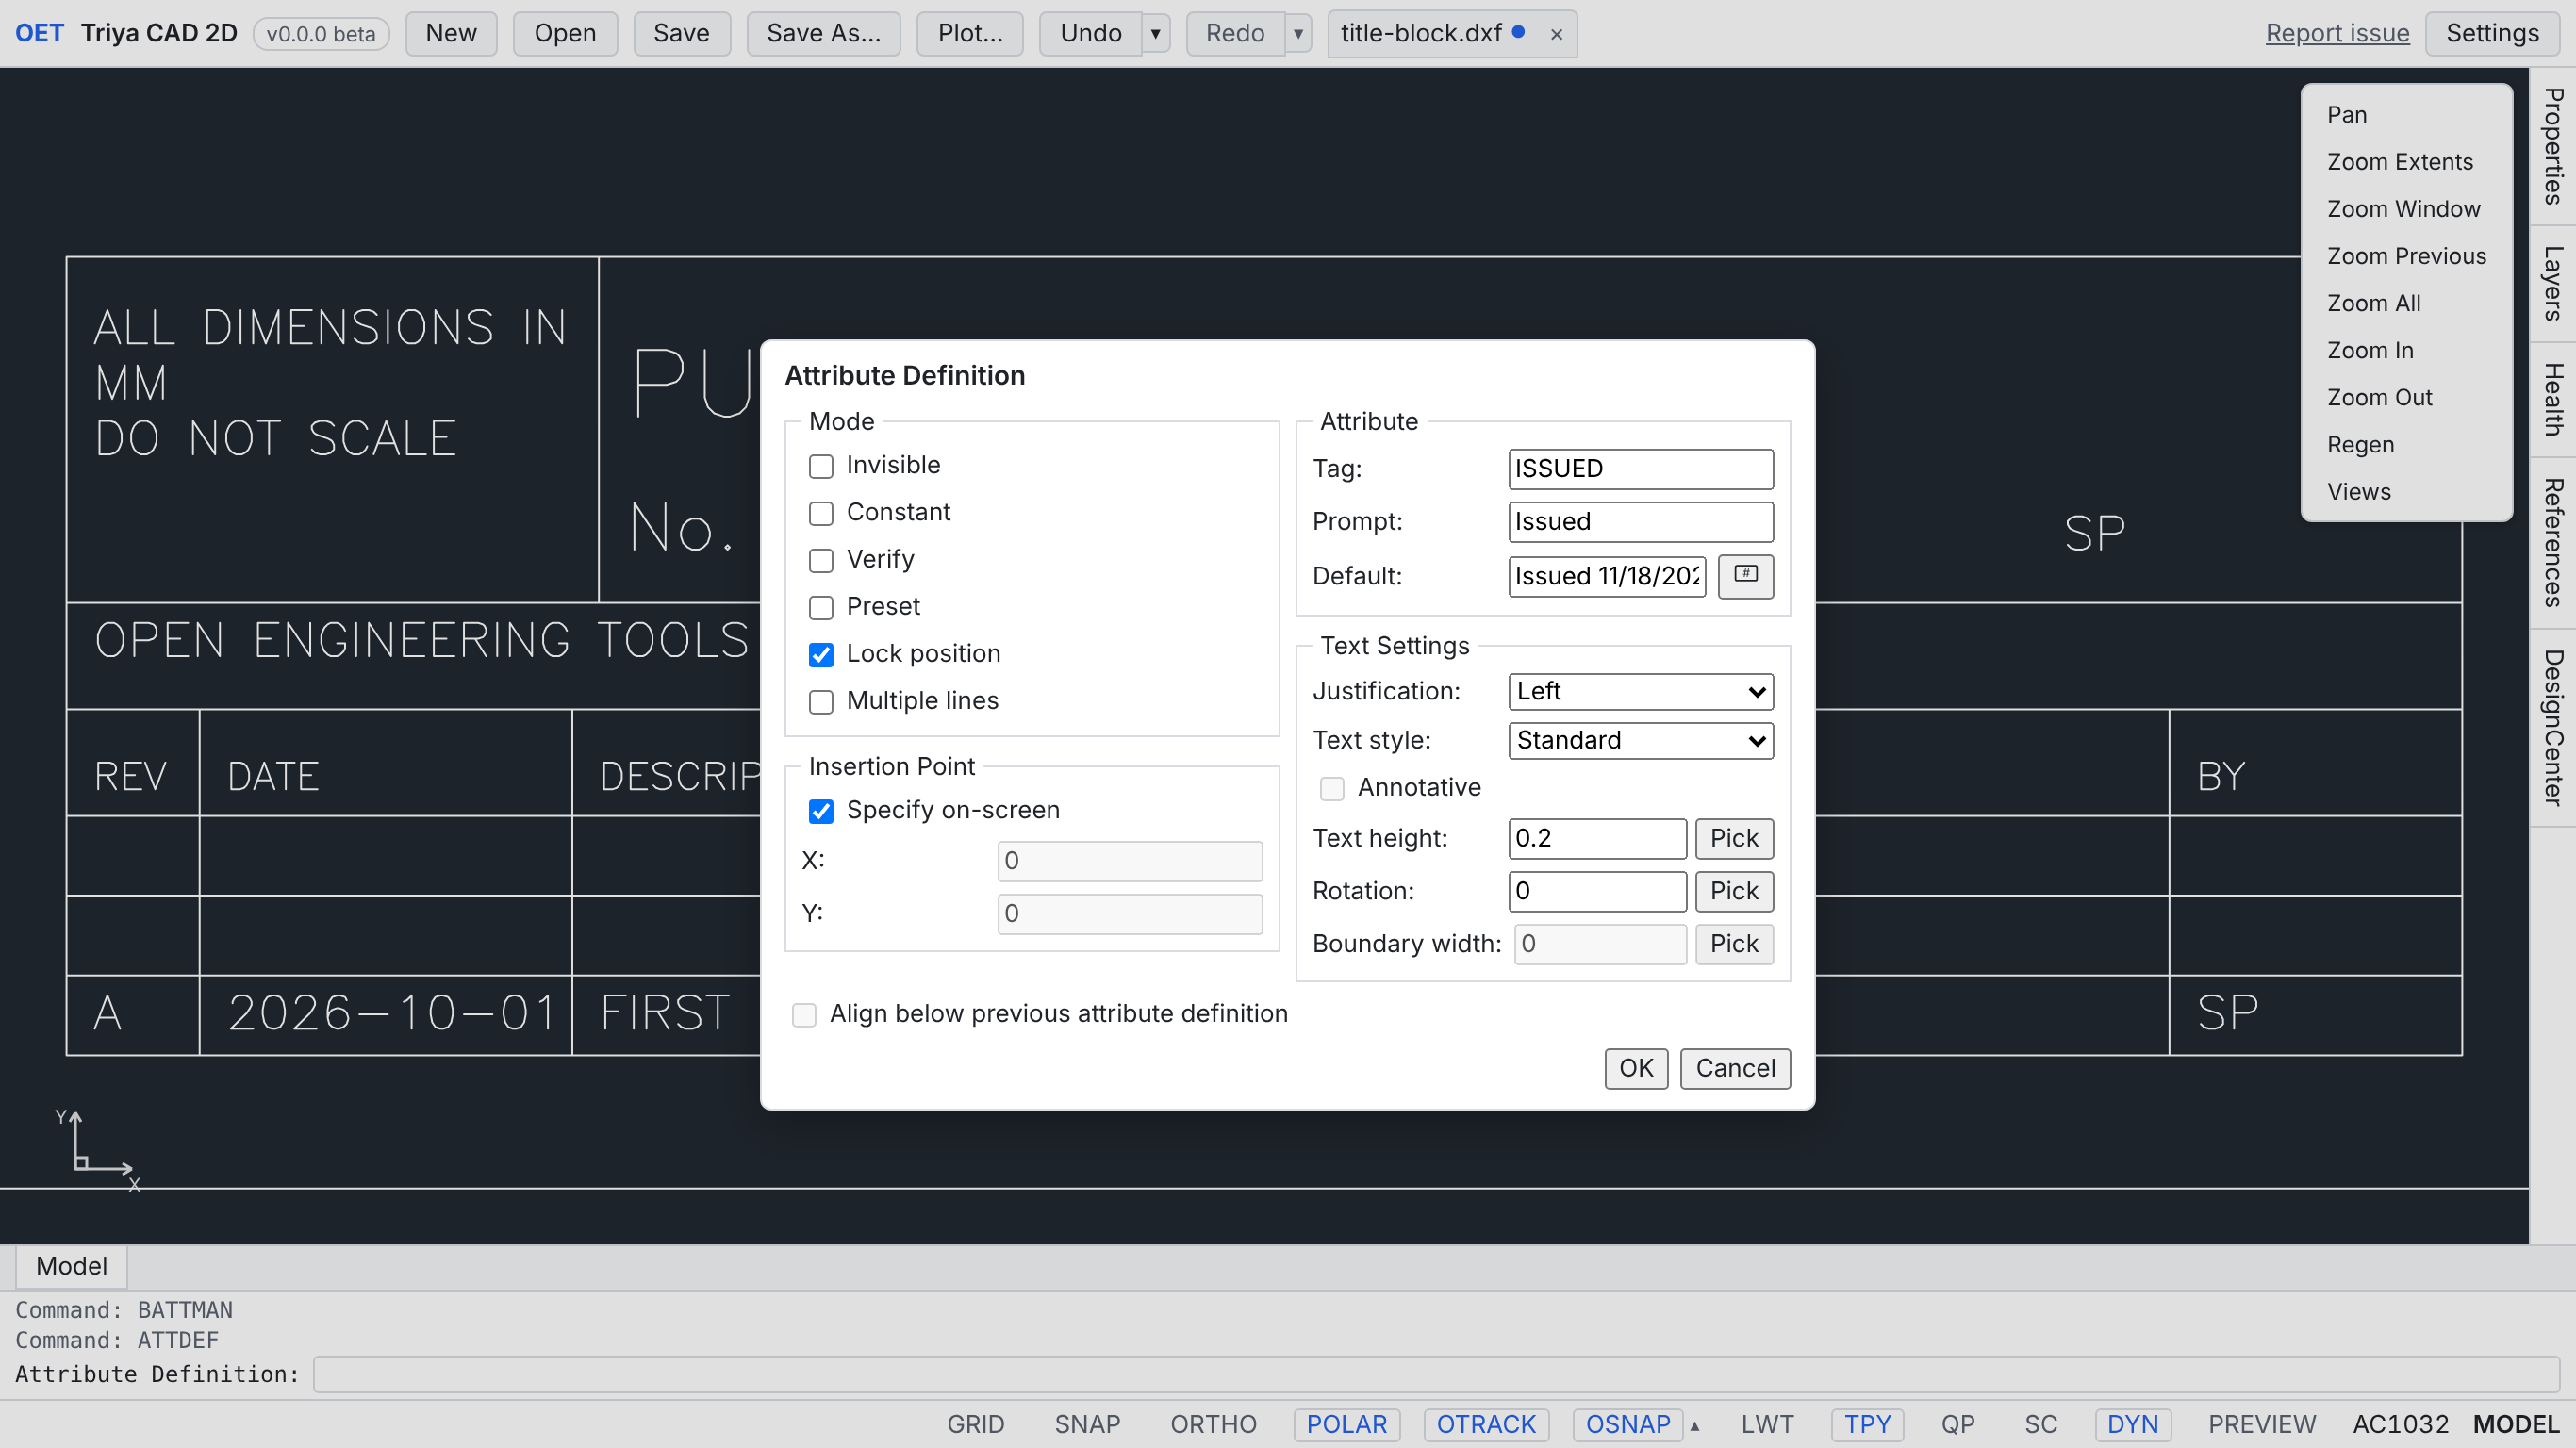 OET Triya CAD 2D v0.0.0 beta New Open Save Save As... Plot... Undo ▾ Redo ▾ title-block.dxf × Report issue Settings
Pan
Zoom Extents
Zoom Window
Zoom Previous
Zoom All
Zoom In
Zoom Out
Regen
Views
Properties
Layers
Health
References
DesignCenter
ALL DIMENSIONS IN
MM
DO NOT SCALE
PU
No.
SP
OPEN ENGINEERING TOOLS
REV DATE DESCRIP BY
A 2026-10-01 FIRST SP
Attribute Definition
Mode
Invisible
Constant
Verify
Preset
Lock position
Multiple lines
Insertion Point
Specify on-screen
X: 0
Y: 0
Attribute
Tag: ISSUED
Prompt: Issued
Default: Issued 11/18/202 #
Text Settings
Justification: Left
Text style: Standard
Annotative
Text height: 0.2 Pick
Rotation: 0 Pick
Boundary width: 0 Pick
Align below previous attribute definition
OK Cancel
Y
X
Model
Command: BATTMAN
Command: ATTDEF
Attribute Definition:
GRID SNAP ORTHO POLAR OTRACK OSNAP ▴ LWT TPY QP SC DYN PREVIEW AC1032 MODEL